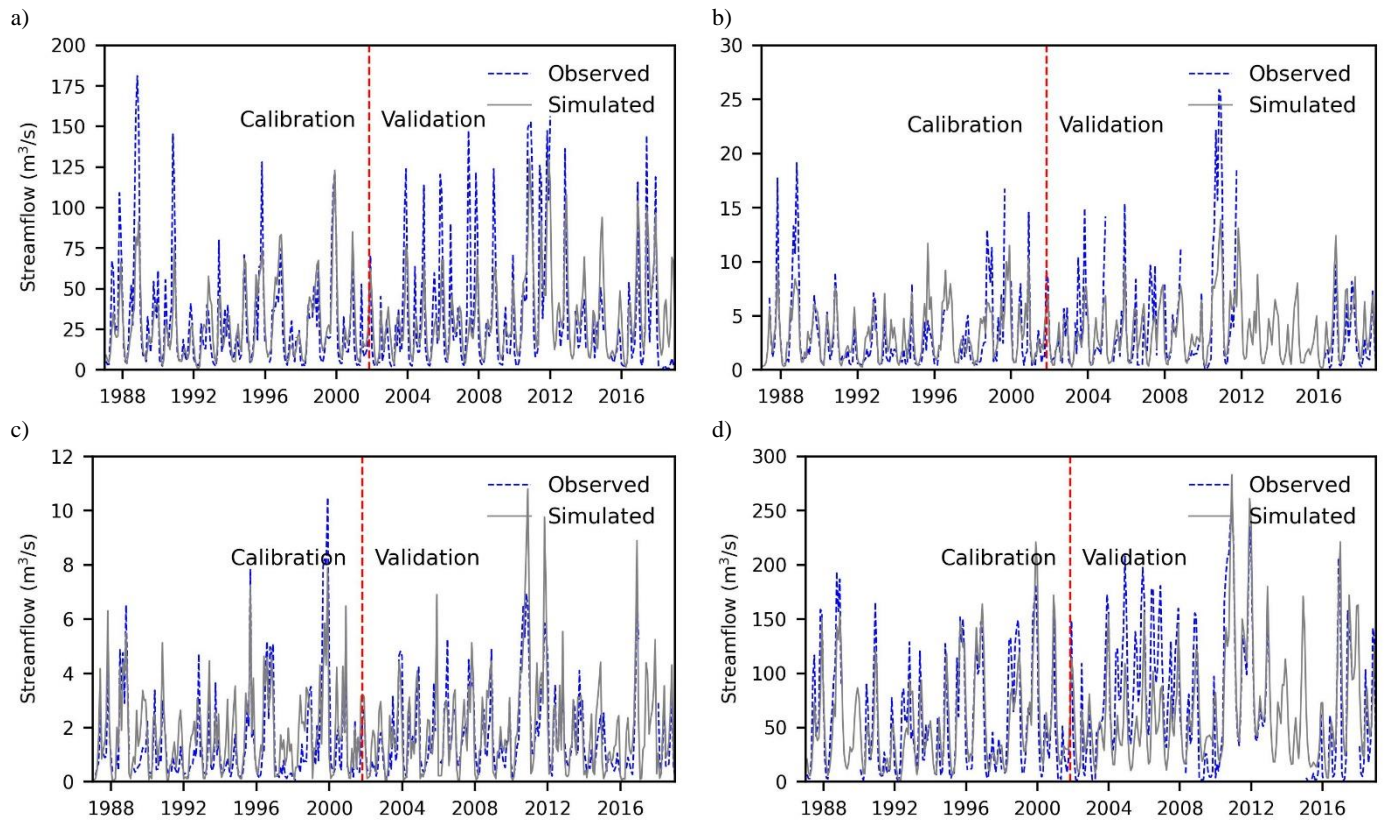 a)
200
175
150
125
100
75
50
25
0
Streamflow (m³/s)
Observed
Simulated
Calibration Validation
1988 1992 1996 2000 2004 2008 2012 2016
b)
30
25
20
15
10
5
0
Observed
Simulated
Calibration Validation
1988 1992 1996 2000 2004 2008 2012 2016
c)
12
10
8
6
4
2
0
Streamflow (m³/s)
Observed
Simulated
Calibration Validation
1988 1992 1996 2000 2004 2008 2012 2016
d)
300
250
200
150
100
50
0
Streamflow (m³/s)
Observed
Simulated
Calibration Validation
1988 1992 1996 2000 2004 2008 2012 2016